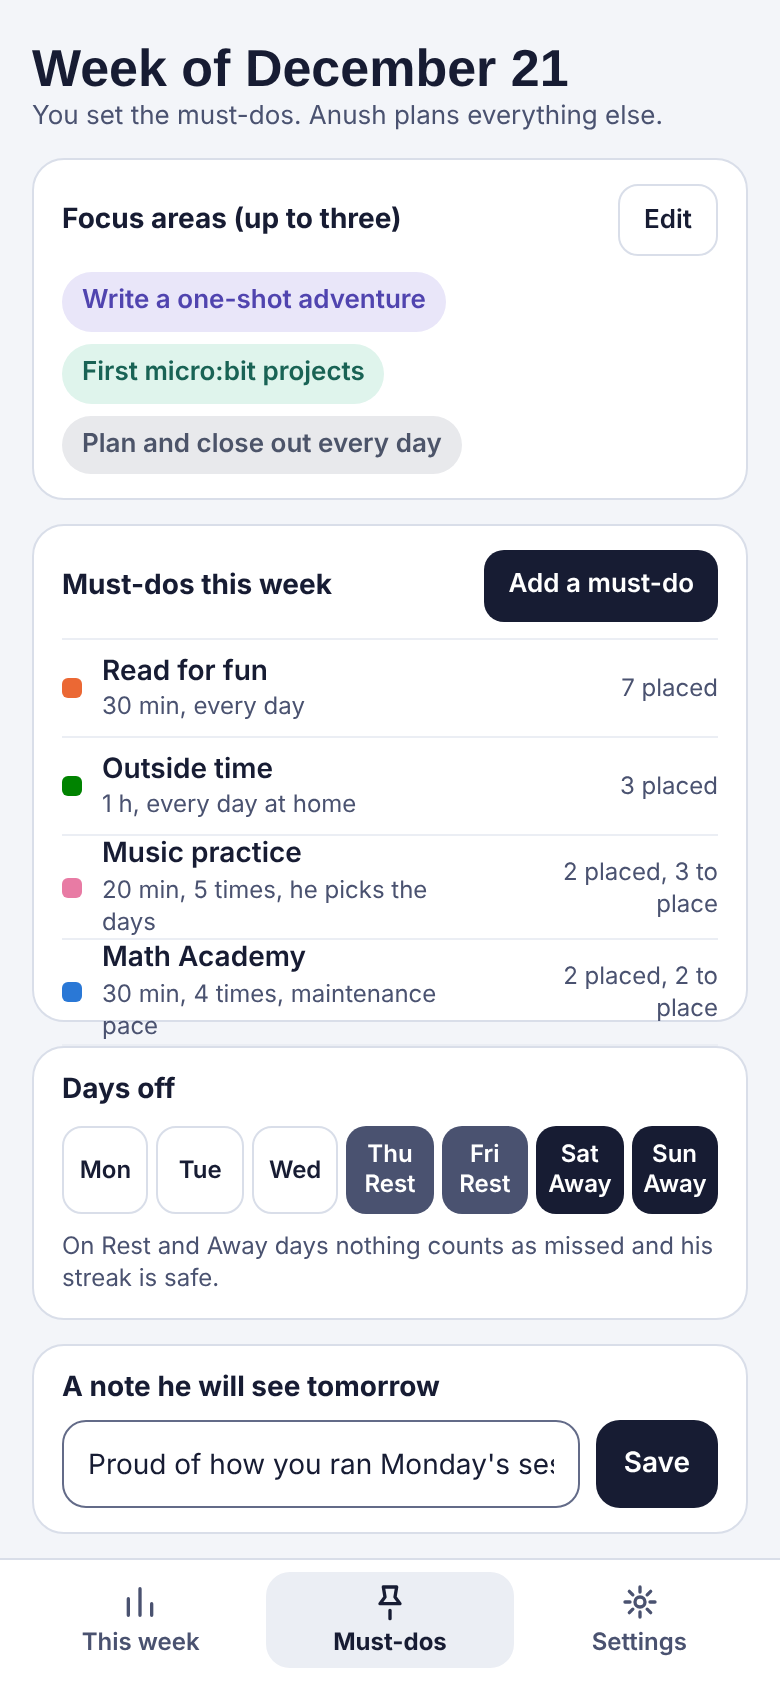 Week of December 21
You set the must-dos. Anush plans everything else.
Focus areas (up to three)
Edit
Write a one-shot adventure
First micro:bit projects
Plan and close out every day
Must-dos this week
Add a must-do
Read for fun
30 min, every day
7 placed
Outside time
1 h, every day at home
3 placed
Music practice
20 min, 5 times, he picks the
days
2 placed, 3 to
place
Math Academy
30 min, 4 times, maintenance
pace
2 placed, 2 to
place
Days off
Mon
Tue
Wed
Thu
Rest
Fri
Rest
Sat
Away
Sun
Away
On Rest and Away days nothing counts as missed and his
streak is safe.
A note he will see tomorrow
Proud of how you ran Monday's
Save
This week
Must-dos
Settings